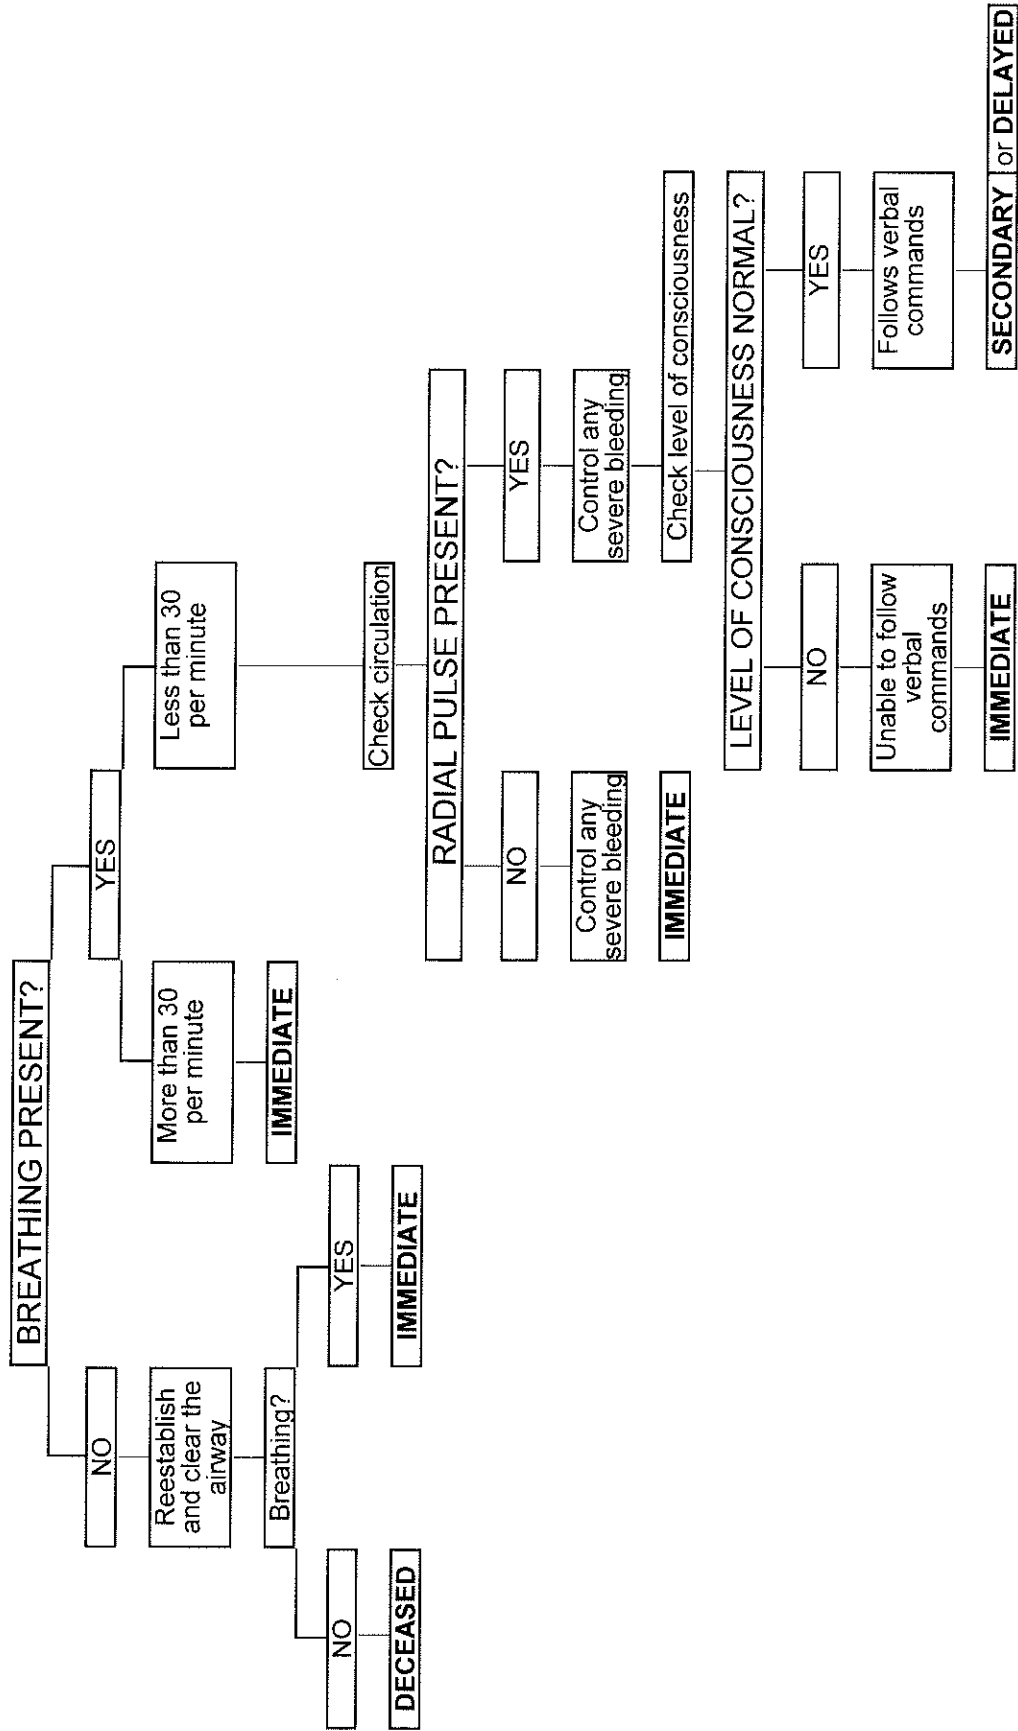 BREATHING PRESENT?
NO
YES
Reestablish
and clear the
airway
More than 30
per minute
Less than 30
per minute
Breathing?
IMMEDIATE
NO
YES
Check circulation
DECEASED
IMMEDIATE
RADIAL PULSE PRESENT?
NO
YES
Control any
severe bleeding
Control any
severe bleeding
IMMEDIATE
Check level of consciousness
LEVEL OF CONSCIOUSNESS NORMAL?
NO
YES
Unable to follow
verbal
commands
Follows verbal
commands
IMMEDIATE
SECONDARY or DELAYED